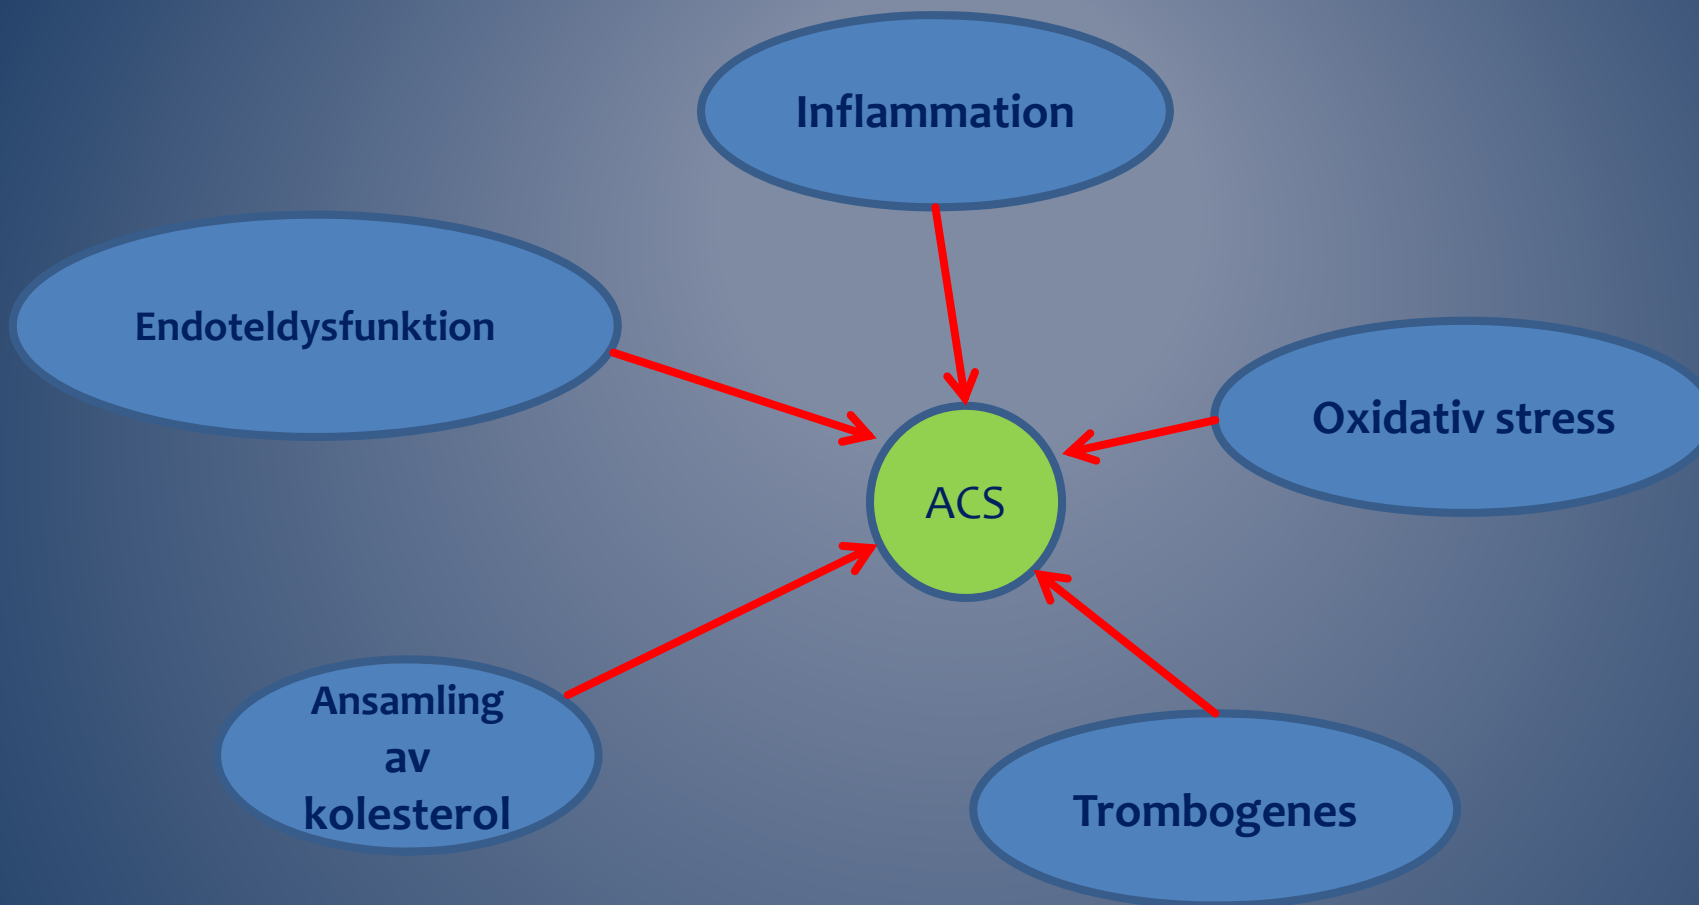 Inflammation
Endoteldysfunktion
Oxidativ stress
ACS
Ansamling
av
kolesterol
Trombogenes